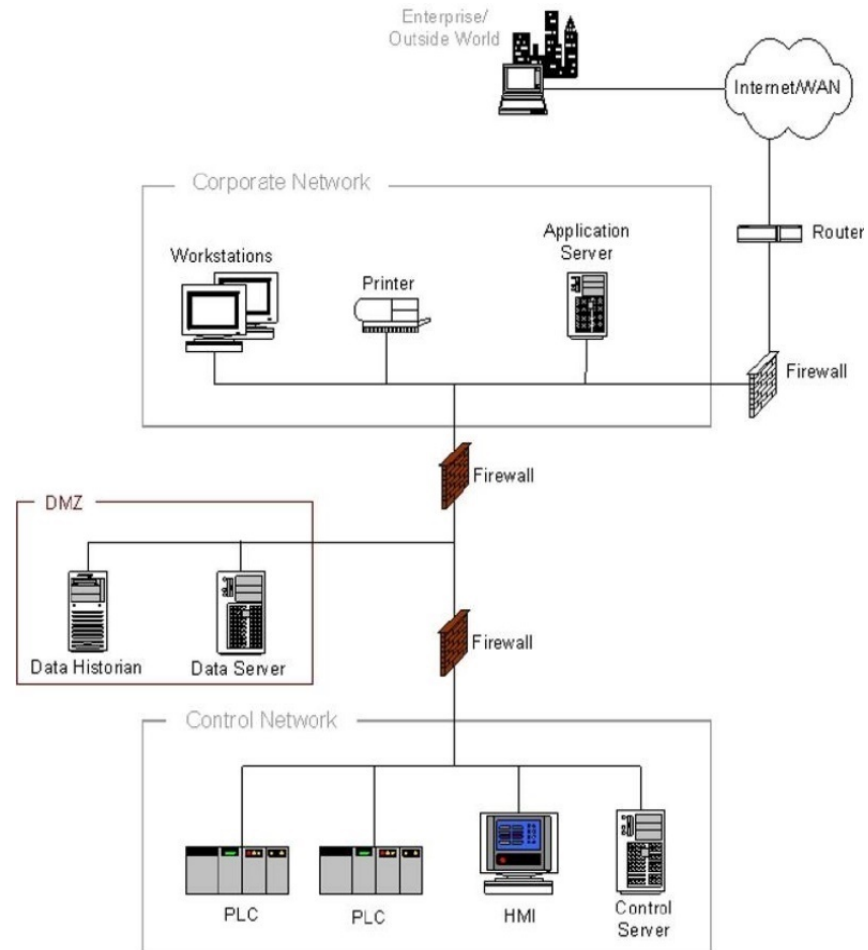 Enterprise/
Outside World
Internet/WAN
Corporate Network
Router
Application
Server
Workstations
Printer
Firewall
Firewall
DMZ
Firewall
Data Historian
Data Server
Control Network
PLC
PLC
HMI
Control
Server